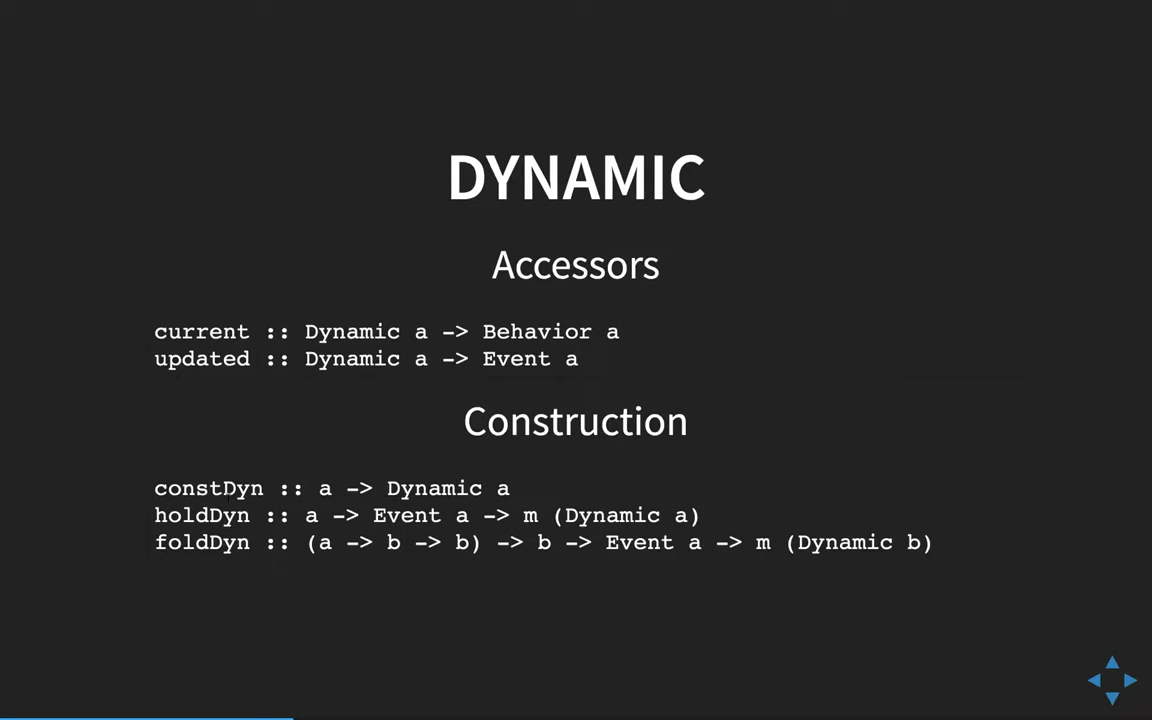 DYNAMIC
Accessors
current :: Dynamic a -> Behavior a
updated :: Dynamic a -> Event a
Construction
constDyn :: a -> Dynamic a
holdDyn :: a -> Event a -> m (Dynamic a)
foldDyn :: (a -> b -> b) -> b -> Event a -> m (Dynamic b)